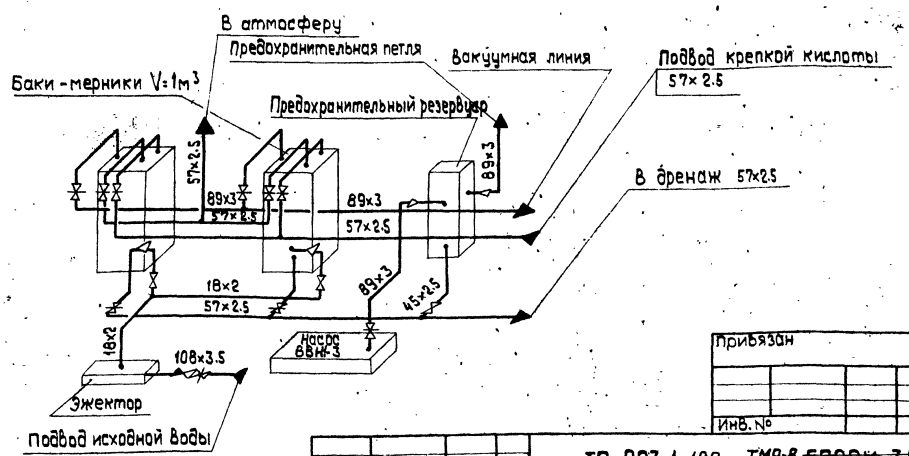 В атмосферу
Предохранительная петля
Вакуумная линия
Подвод крепкой кислоты
57×2.5
Баки-мерники V=1м³
Предохранительный резервуар
В дренаж 57×2.5
57×2.5
89×3
89×3
57×2.5
89×3
57×2.5
89×3
18×2
57×2.5
45×2.5
18×2
Насос
ВВНК-3
108×3.5
Эжектор
Подвод исходной воды
Привязан
Инв.№